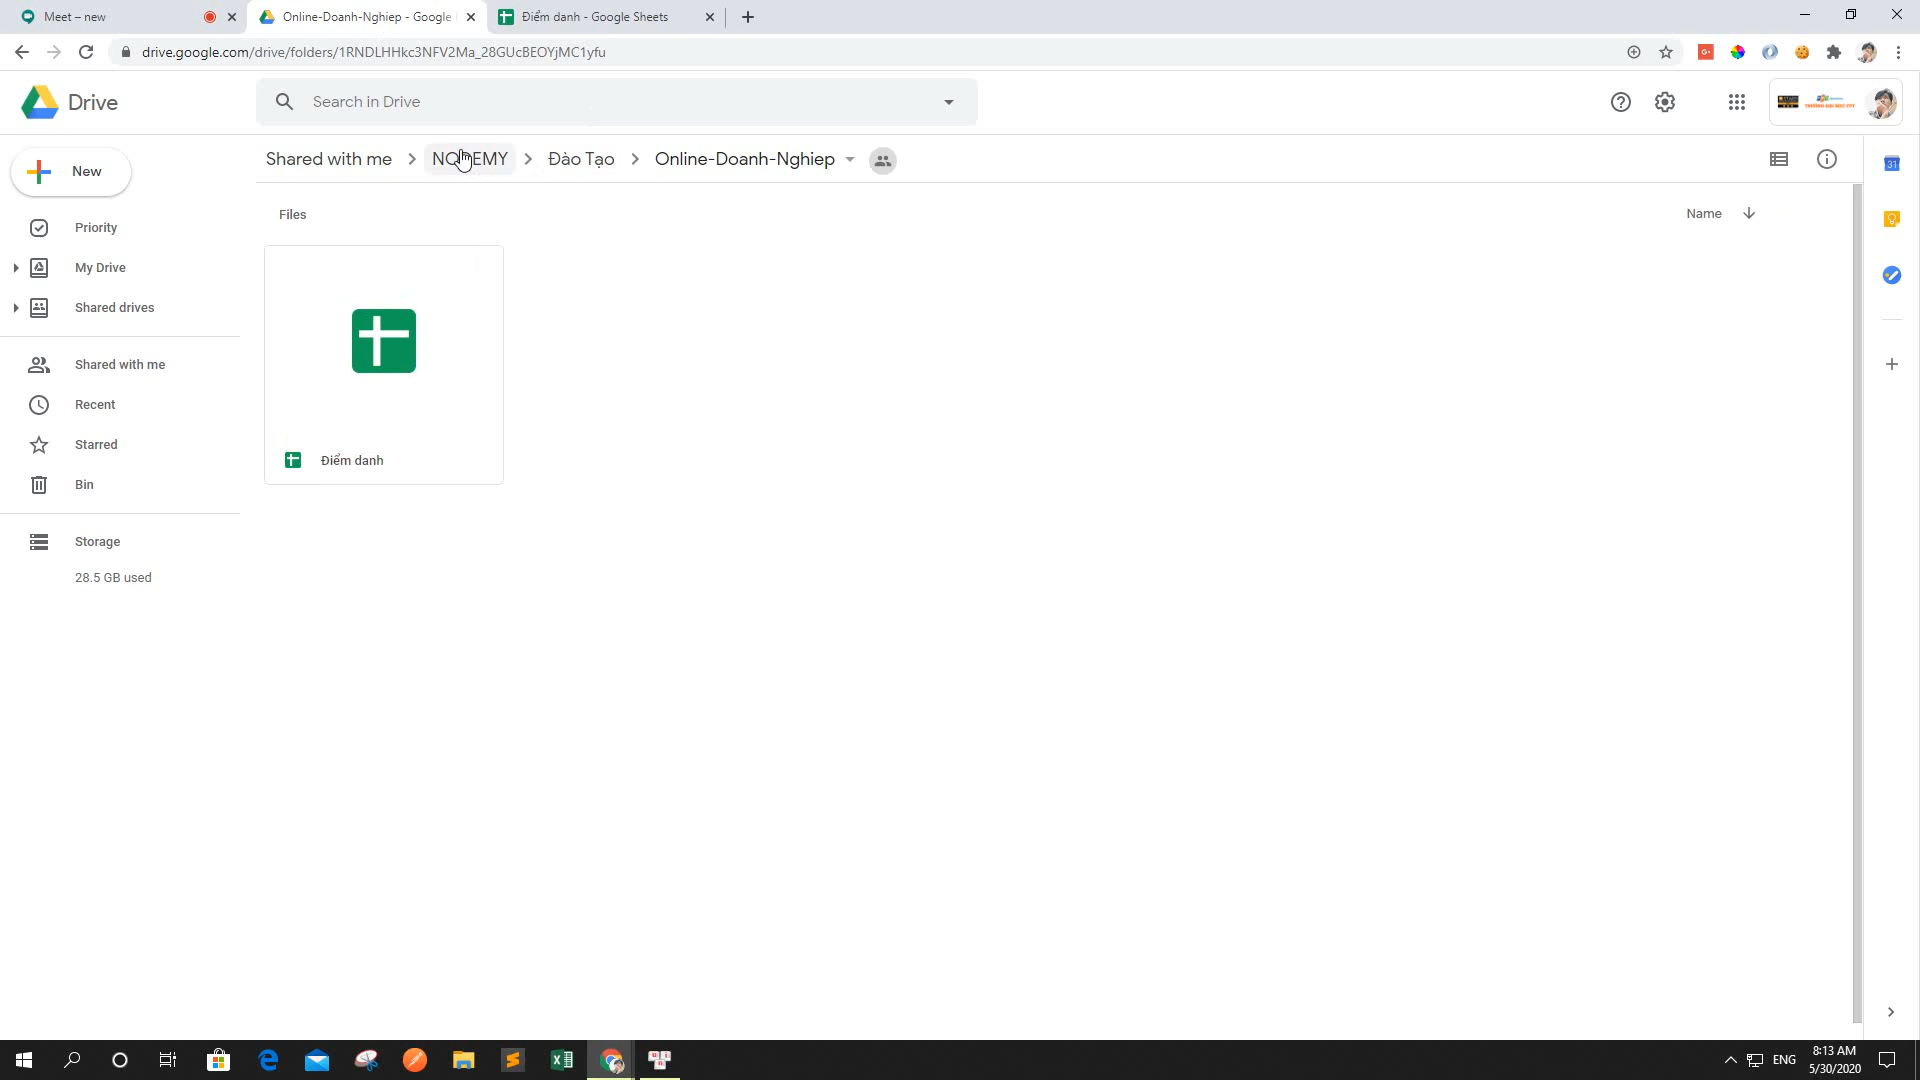 Meet – new
Online-Doanh-Nghiep - Google
Điểm danh - Google Sheets
drive.google.com/drive/folders/1RNDLHHkc3NFV2Ma_28GUcBEOYjMC1yfu
Drive
Search in Drive
Shared with me
Đào Tạo
Online-Doanh-Nghiep
New
Files
Name
Priority
My Drive
Shared drives
Điểm danh
Shared with me
Recent
Starred
Bin
Storage
28.5 GB used
31
ENG
8:13 AM
5/30/2020